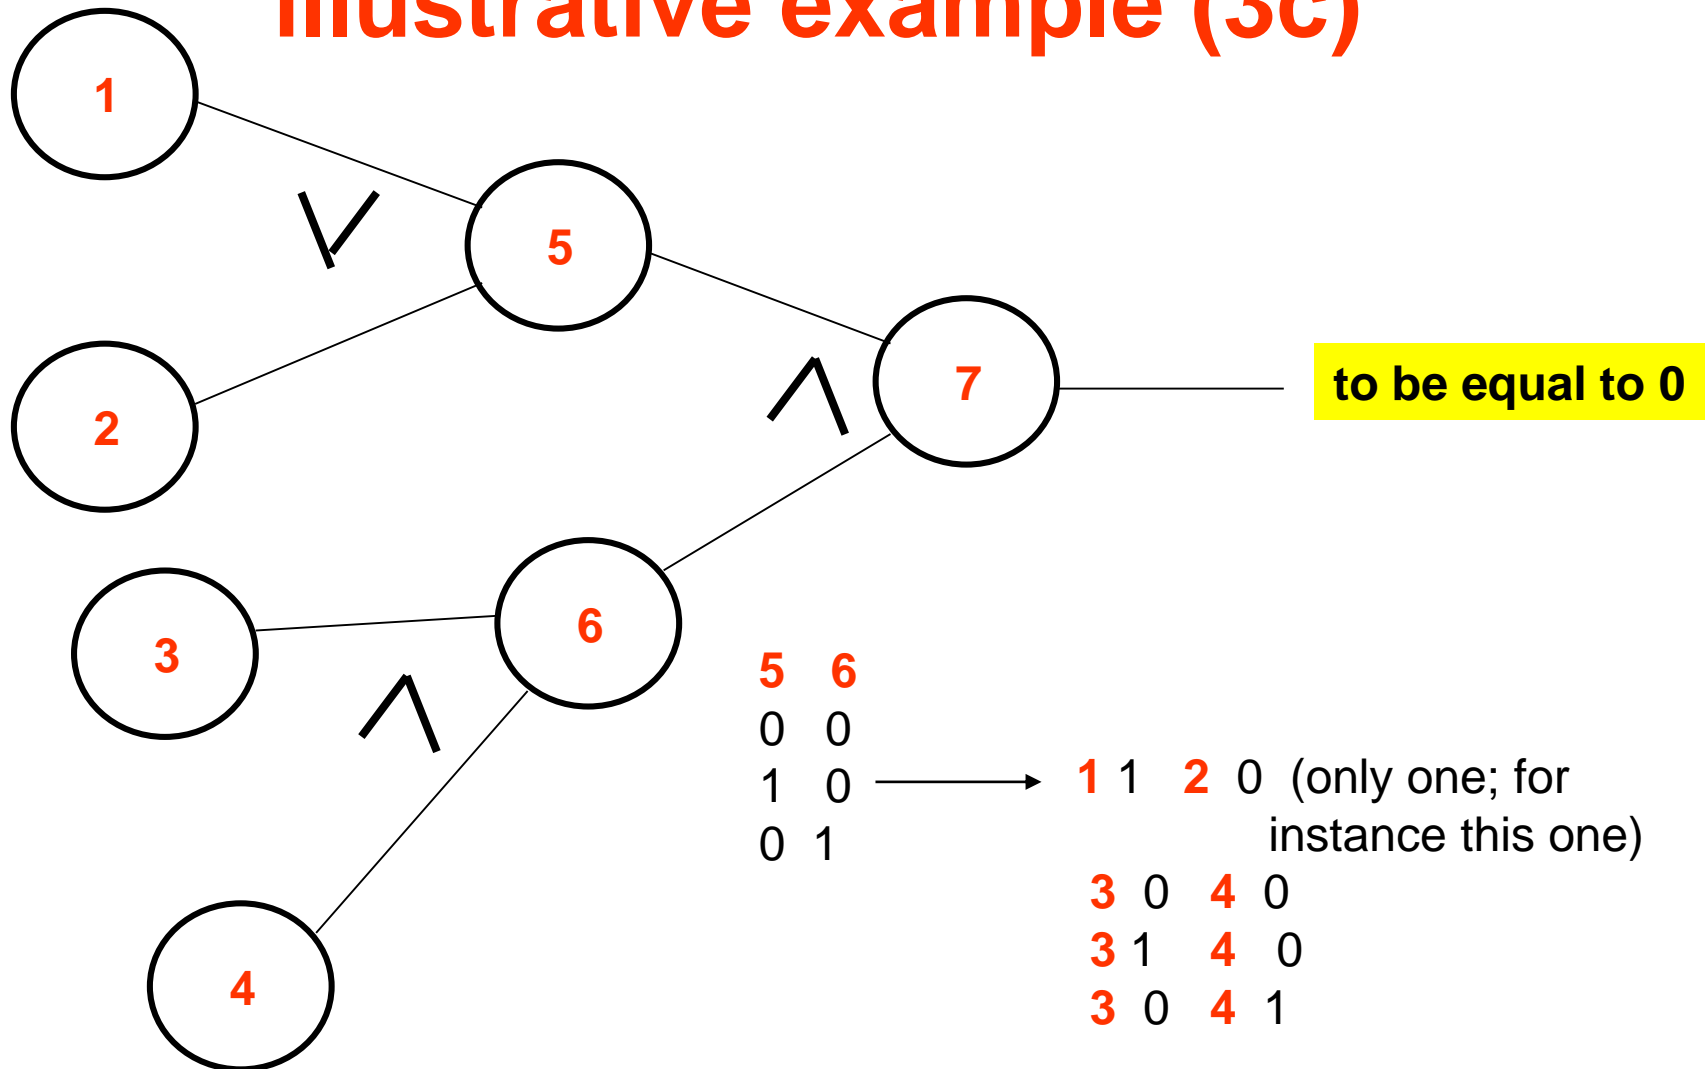 Illustrative example (3c)
1
∨
5
2
∧
7
to be equal to 0
3
6
∧
4
5 6
0 0
1 0
0 1
1 1 2 0 (only one; for
instance this one)
3 0 4 0
3 1 4 0
3 0 4 1